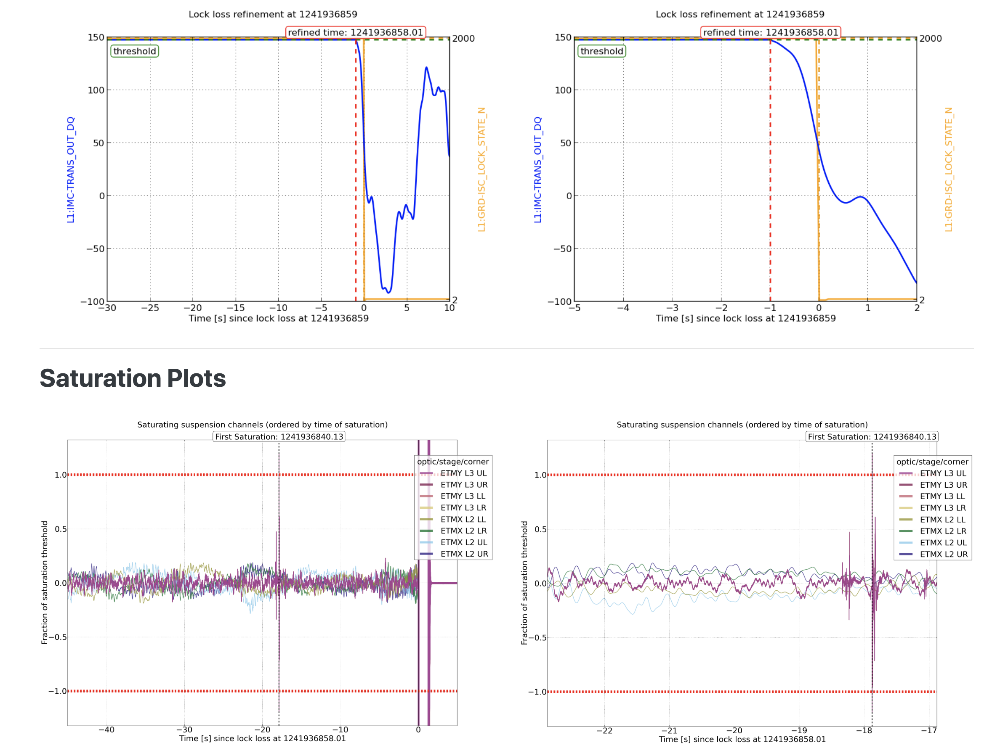 Lock loss refinement at 1241936859
refined time: 1241936858.01
threshold
150
100
50
0
−50
−100
2000
2
L1:IMC-TRANS_OUT_DQ
L1:GRD-ISC_LOCK_STATE_N
−30 −25 −20 −15 −10 −5 0 5 10
Time [s] since lock loss at 1241936859
Lock loss refinement at 1241936859
refined time: 1241936858.01
threshold
150
100
50
0
−50
−100
2000
2
L1:IMC-TRANS_OUT_DQ
L1:GRD-ISC_LOCK_STATE_N
−5 −4 −3 −2 −1 0 1 2
Time [s] since lock loss at 1241936859
Saturation Plots
Saturating suspension channels (ordered by time of saturation)
First Saturation: 1241936840.13
optic/stage/corner
ETMY L3 UL
ETMY L3 UR
ETMY L3 LL
ETMY L3 LR
ETMX L2 LL
ETMX L2 LR
ETMX L2 UL
ETMX L2 UR
1.0
0.5
0.0
−0.5
−1.0
Fraction of saturation threshold
−40 −30 −20 −10 0
Time [s] since lock loss at 1241936858.01
Saturating suspension channels (ordered by time of saturation)
First Saturation: 1241936840.13
optic/stage/corner
ETMY L3 UL
ETMY L3 UR
ETMY L3 LL
ETMY L3 LR
ETMX L2 LL
ETMX L2 LR
ETMX L2 UL
ETMX L2 UR
1.0
0.5
0.0
−0.5
−1.0
Fraction of saturation threshold
−22 −21 −20 −19 −18 −17
Time [s] since lock loss at 1241936858.01